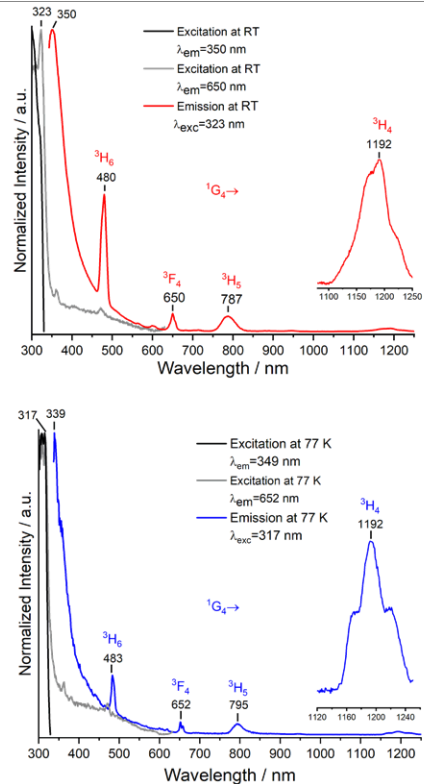 323 350
Excitation at RT
λem=350 nm
Excitation at RT
λem=650 nm
Emission at RT
λexc=323 nm
³H₆
480
¹G₄→
³H₄
1192
³F₄
650
³H₅
787
1100 1150 1200 1250
300 400 500 600 700 800 900 1000 1100 1200
Wavelength / nm
Normalized Intensity / a.u.
317 339
Excitation at 77 K
λem=349 nm
Excitation at 77 K
λem=652 nm
Emission at 77 K
λexc=317 nm
³H₄
1192
¹G₄→
³H₆
483
³F₄
652
³H₅
795
1120 1160 1200 1240
300 400 500 600 700 800 900 1000 1100 1200
Wavelength / nm
Normalized Intensity / a.u.